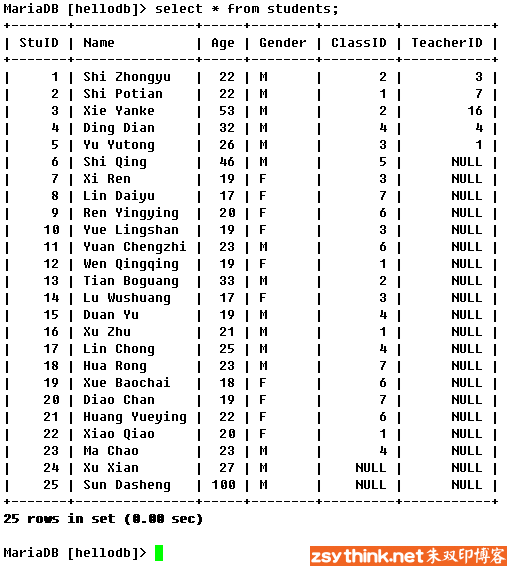 MariaDB [hellodb]> select * from students;
+-------+---------------+-----+--------+---------+-----------+
| StuID | Name          | Age | Gender | ClassID | TeacherID |
+-------+---------------+-----+--------+---------+-----------+
|     1 | Shi Zhongyu   |  22 | M      |       2 |         3 |
|     2 | Shi Potian    |  22 | M      |       1 |         7 |
|     3 | Xie Yanke     |  53 | M      |       2 |        16 |
|     4 | Ding Dian     |  32 | M      |       4 |         4 |
|     5 | Yu Yutong     |  26 | M      |       3 |         1 |
|     6 | Shi Qing      |  46 | M      |       5 |      NULL |
|     7 | Xi Ren        |  19 | F      |       3 |      NULL |
|     8 | Lin Daiyu     |  17 | F      |       7 |      NULL |
|     9 | Ren Yingying  |  20 | F      |       6 |      NULL |
|    10 | Yue Lingshan  |  19 | F      |       3 |      NULL |
|    11 | Yuan Chengzhi |  23 | M      |       6 |      NULL |
|    12 | Wen Qingqing  |  19 | F      |       1 |      NULL |
|    13 | Tian Boguang  |  33 | M      |       2 |      NULL |
|    14 | Lu Wushuang   |  17 | F      |       3 |      NULL |
|    15 | Duan Yu       |  19 | M      |       4 |      NULL |
|    16 | Xu Zhu        |  21 | M      |       1 |      NULL |
|    17 | Lin Chong     |  25 | M      |       4 |      NULL |
|    18 | Hua Rong      |  23 | M      |       7 |      NULL |
|    19 | Xue Baochai   |  18 | F      |       6 |      NULL |
|    20 | Diao Chan     |  19 | F      |       7 |      NULL |
|    21 | Huang Yueying |  22 | F      |       6 |      NULL |
|    22 | Xiao Qiao     |  20 | F      |       1 |      NULL |
|    23 | Ma Chao       |  23 | M      |       4 |      NULL |
|    24 | Xu Xian       |  27 | M      |    NULL |      NULL |
|    25 | Sun Dasheng   | 100 | M      |    NULL |      NULL |
+-------+---------------+-----+--------+---------+-----------+
25 rows in set (0.00 sec)
MariaDB [hellodb]>
zsythink.net朱双印博客